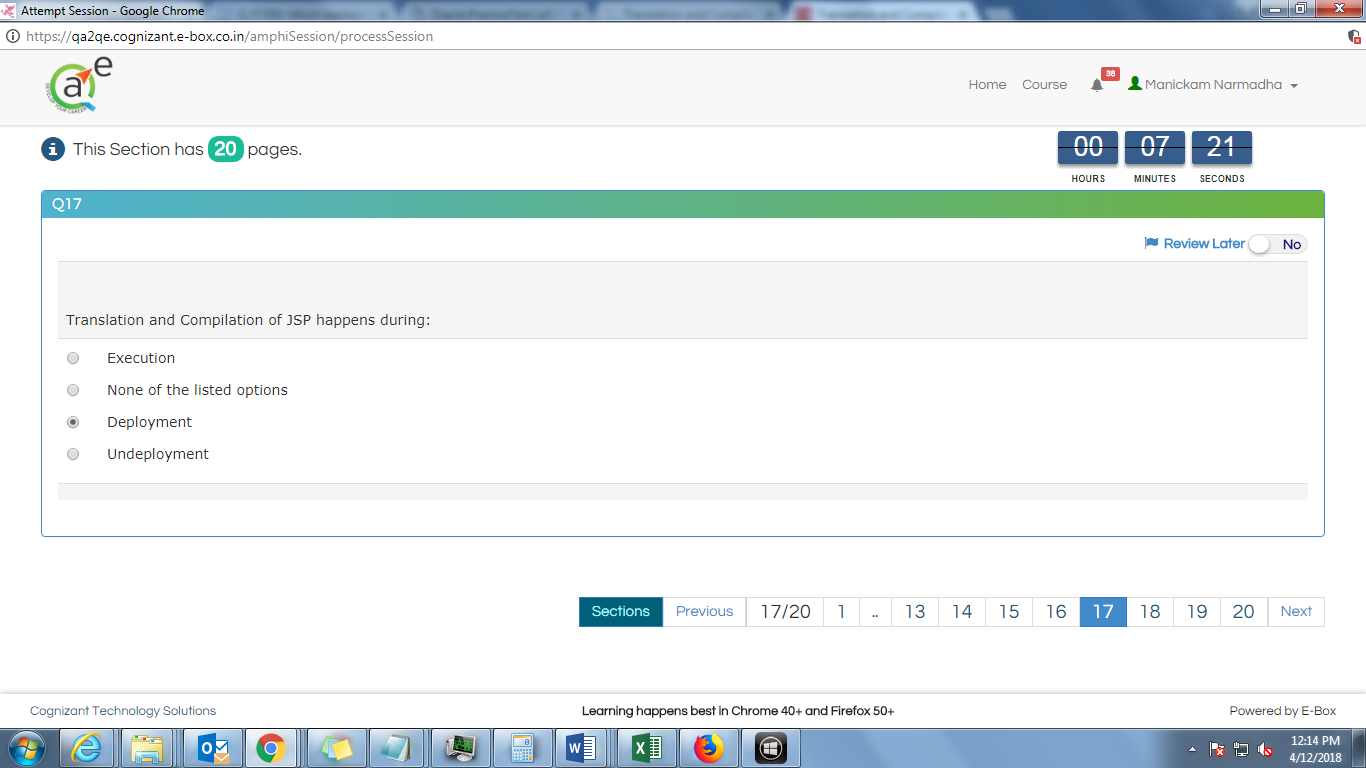 Attempt Session - Google Chrome
https://qa2qe.cognizant.e-box.co.in/amphiSession/processSession
a e
Home Course 38 Manickam Narmadha
This Section has 20 pages.
00 07 21
HOURS MINUTES SECONDS
Q17
Review Later No
Translation and Compilation of JSP happens during:
Execution
None of the listed options
Deployment
Undeployment
Sections Previous 17/20 1 .. 13 14 15 16 17 18 19 20 Next
Cognizant Technology Solutions Learning happens best in Chrome 40+ and Firefox 50+ Powered by E-Box
12:14 PM
4/12/2018